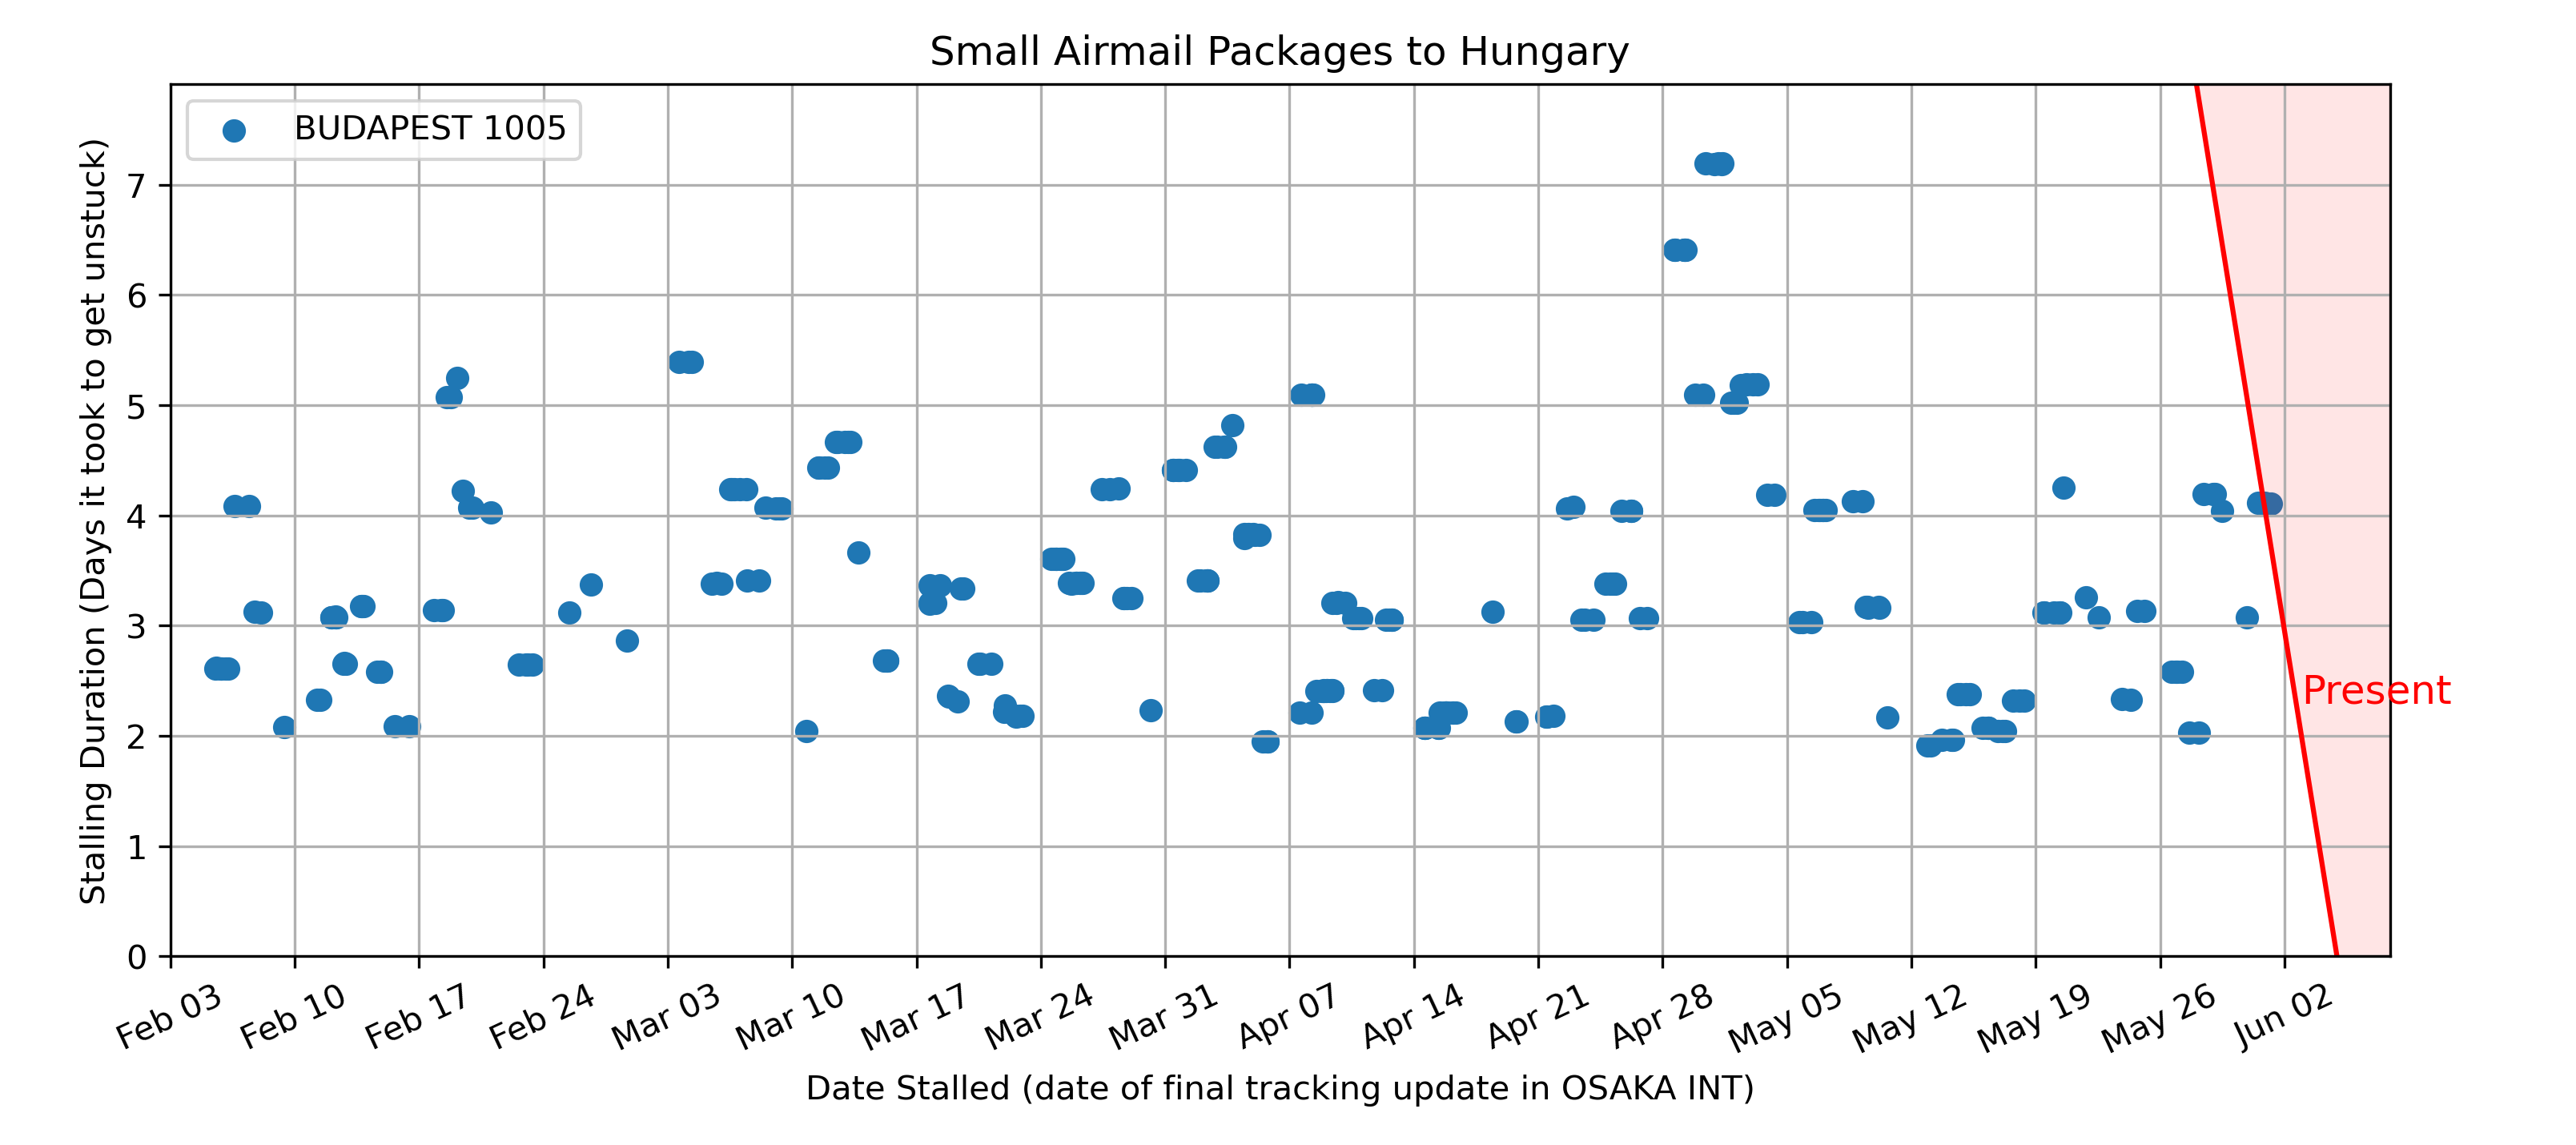 Small Airmail Packages to Hungary
BUDAPEST 1005
Stalling Duration (Days it took to get unstuck)
7
6
5
4
3
2
1
0
Present
Feb 03
Feb 10
Feb 17
Feb 24
Mar 03
Mar 10
Mar 17
Mar 24
Mar 31
Apr 07
Apr 14
Apr 21
Apr 28
May 05
May 12
May 19
May 26
Jun 02
Date Stalled (date of final tracking update in OSAKA INT)